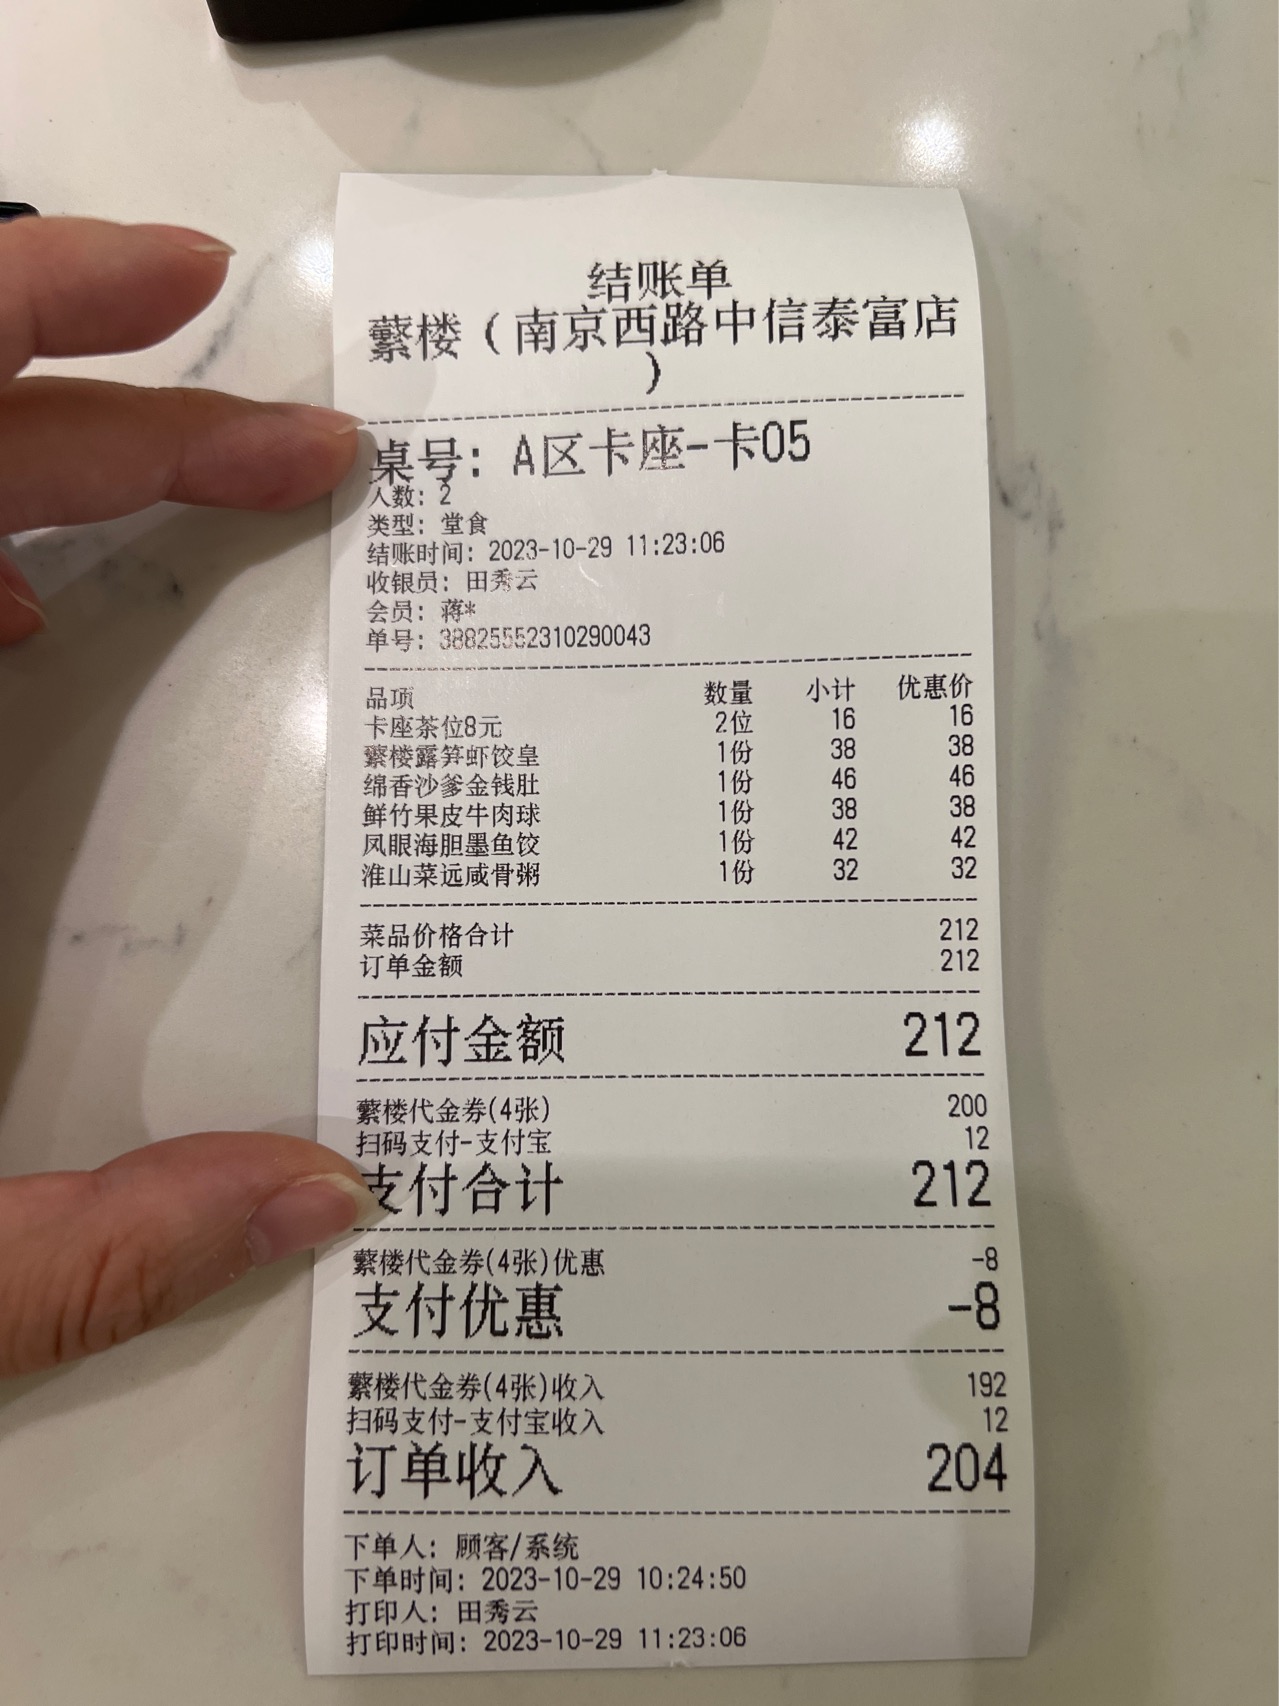 结账单
蘩楼（南京西路中信泰富店
）
桌号：A区卡座-卡05
人数：2
类型：堂食
结账时间：2023-10-29 11:23:06
收银员：田秀云
会员：蒋*
单号：38825552310290043
品项 数量 小计 优惠价
卡座茶位8元 2位 16 16
蘩楼露笋虾饺皇 1份 38 38
绵香沙爹金钱肚 1份 46 46
鲜竹果皮牛肉球 1份 38 38
凤眼海胆墨鱼饺 1份 42 42
淮山菜远咸骨粥 1份 32 32
菜品价格合计 212
订单金额 212
应付金额 212
蘩楼代金券(4张) 200
扫码支付-支付宝 12
支付合计 212
蘩楼代金券(4张)优惠 -8
支付优惠 -8
蘩楼代金券(4张)收入 192
扫码支付-支付宝收入 12
订单收入 204
下单人：顾客/系统
下单时间：2023-10-29 10:24:50
打印人：田秀云
打印时间：2023-10-29 11:23:06